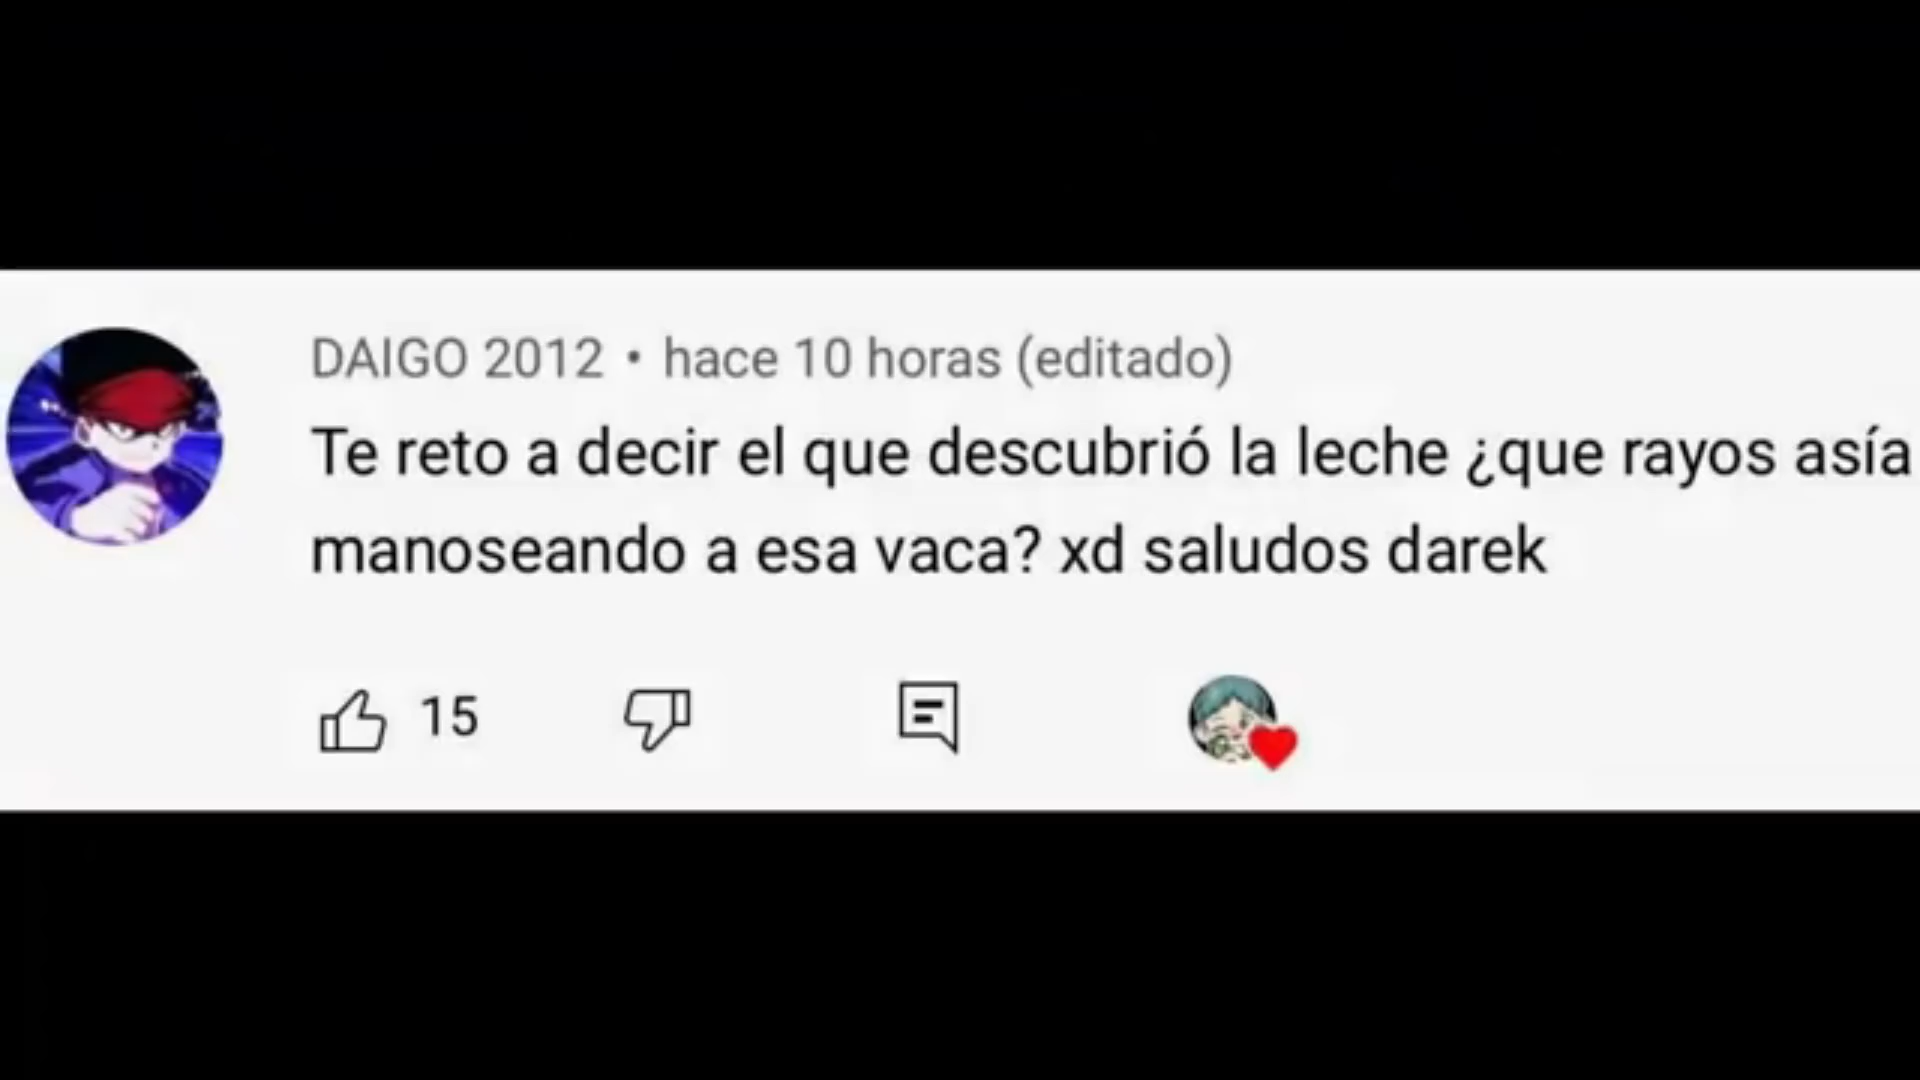 DAIGO 2012 • hace 10 horas (editado)
Te reto a decir el que descubrió la leche ¿que rayos asía
manoseando a esa vaca? xd saludos darek
15